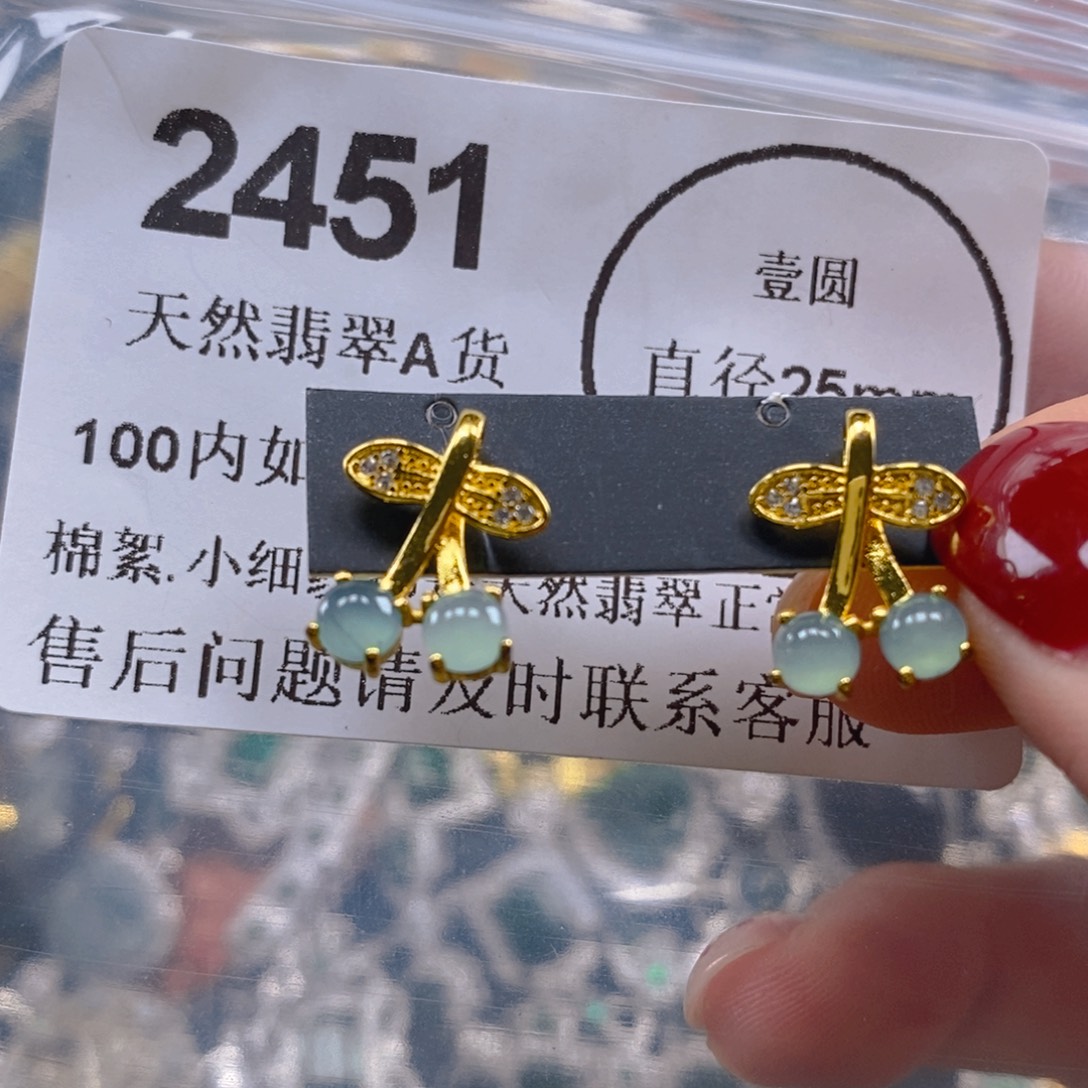 2451
天然翡翠A货
壹圆
直径25mm
100内如
棉絮.小细 天然翡翠正
售后问题请及时联系客服